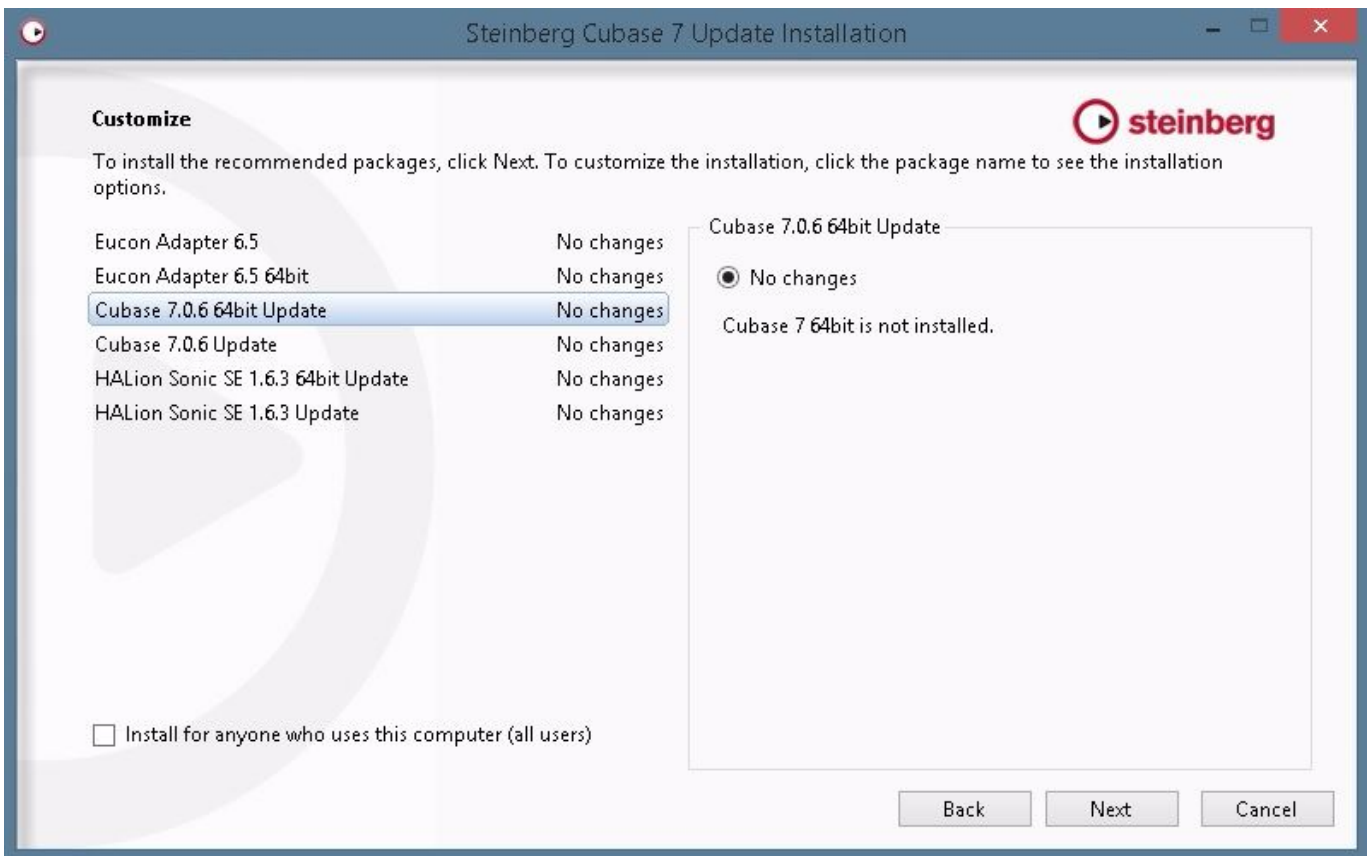 Steinberg Cubase 7 Update Installation
Customize
steinberg
To install the recommended packages, click Next. To customize the installation, click the package name to see the installation
options.
Eucon Adapter 6.5 No changes
Eucon Adapter 6.5 64bit No changes
Cubase 7.0.6 64bit Update No changes
Cubase 7.0.6 Update No changes
HALion Sonic SE 1.6.3 64bit Update No changes
HALion Sonic SE 1.6.3 Update No changes
Cubase 7.0.6 64bit Update
No changes
Cubase 7 64bit is not installed.
Install for anyone who uses this computer (all users)
Back Next Cancel